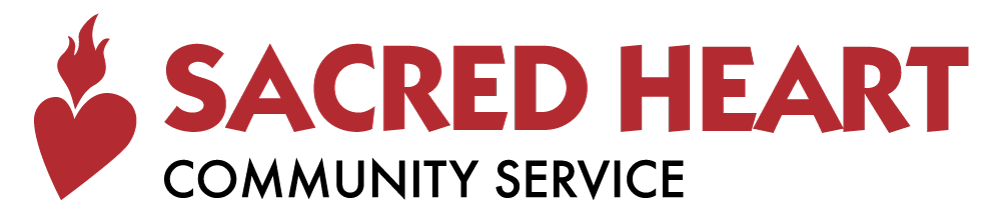 SACRED HEART
COMMUNITY SERVICE